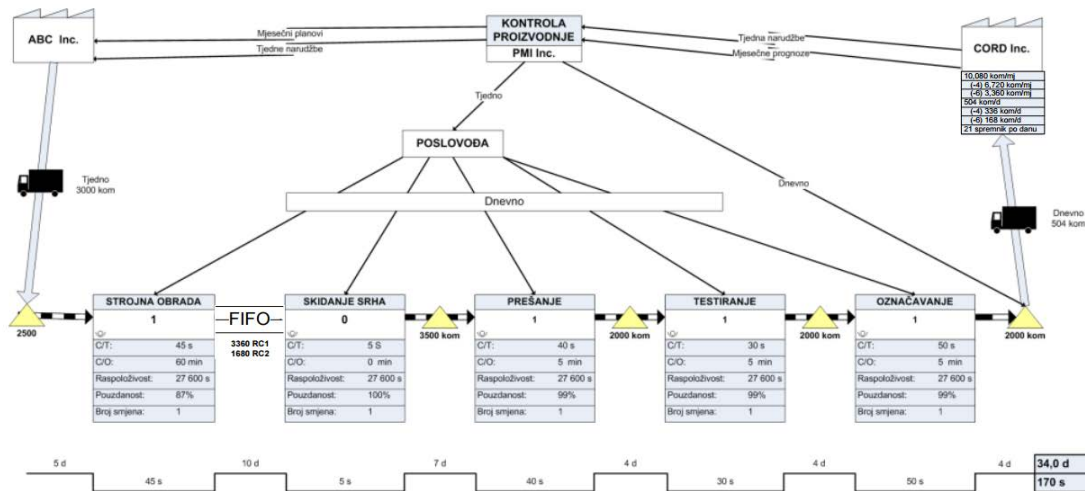 ABC Inc.
KONTROLA
PROIZVODNJE
PMI Inc.
CORD Inc.
Mjesečni planovi
Tjedne narudžbe
Tjedna narudžbe
Mjesečne prognoze
10,080 kom/mj
(-4) 6,720 kom/mj
(-6) 3,360 kom/mj
504 kom/d
(-4) 336 kom/d
(-6) 168 kom/d
21 spremnik po danu
Tjedno
POSLOVOĐA
Tjedno
3000 kom
Dnevno
Dnevno
Dnevno
504 kom
2500
STROJNA OBRADA
1
C/T: 45 s
C/O: 60 min
Raspoloživost: 27 600 s
Pouzdanost: 87%
Broj smjena: 1
FIFO
3360 RC1
1680 RC2
SKIDANJE SRHA
0
C/T: 5 S
C/O: 0 min
Raspoloživost: 27 600 s
Pouzdanost: 100%
Broj smjena: 1
3500 kom
PREŠANJE
1
C/T: 40 s
C/O: 5 min
Raspoloživost: 27 600 s
Pouzdanost: 99%
Broj smjena: 1
2000 kom
TESTIRANJE
1
C/T: 30 s
C/O: 5 min
Raspoloživost: 27 600 s
Pouzdanost: 99%
Broj smjena: 1
2000 kom
OZNAČAVANJE
1
C/T: 50 s
C/O: 5 min
Raspoloživost: 27 600 s
Pouzdanost: 99%
Broj smjena: 1
2000 kom
5 d 10 d 7 d 4 d 4 d 4 d 34,0 d
45 s 5 s 40 s 30 s 50 s 170 s